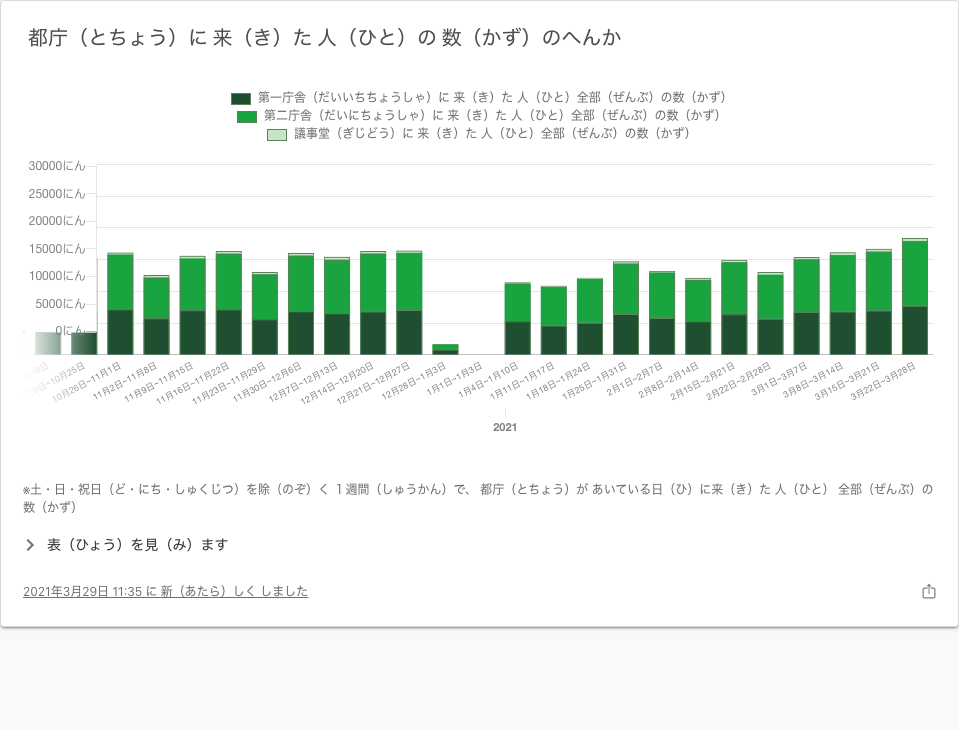 都庁（とちょう）に 来（き）た 人（ひと）の 数（かず）のへんか
第一庁舎（だいいちちょうしゃ）に 来（き）た 人（ひと）全部（ぜんぶ）の数（かず）
第二庁舎（だいにちょうしゃ）に 来（き）た 人（ひと）全部（ぜんぶ）の数（かず）
議事堂（ぎじどう）に 来（き）た 人（ひと）全部（ぜんぶ）の数（かず）
30000にん
25000にん
20000にん
15000にん
10000にん
5000にん
0にん
~10月25日
10月26日~11月1日
11月2日~11月8日
11月9日~11月15日
11月16日~11月22日
11月23日~11月29日
11月30日~12月6日
12月7日~12月13日
12月14日~12月20日
12月21日~12月27日
12月28日~1月3日
1月1日~1月3日
1月4日~1月10日
1月11日~1月17日
1月18日~1月24日
1月25日~1月31日
2月1日~2月7日
2月8日~2月14日
2月15日~2月21日
2月22日~2月28日
3月1日~3月7日
3月8日~3月14日
3月15日~3月21日
3月22日~3月28日
2021
※土・日・祝日（ど・にち・しゅくじつ）を除（のぞ）く １週間（しゅうかん）で、 都庁（とちょう）が あいている日（ひ）に来（き）た 人（ひと） 全部（ぜんぶ）の
数（かず）
表（ひょう）を見（み）ます
2021年3月29日 11:35 に 新（あたら）しく しました